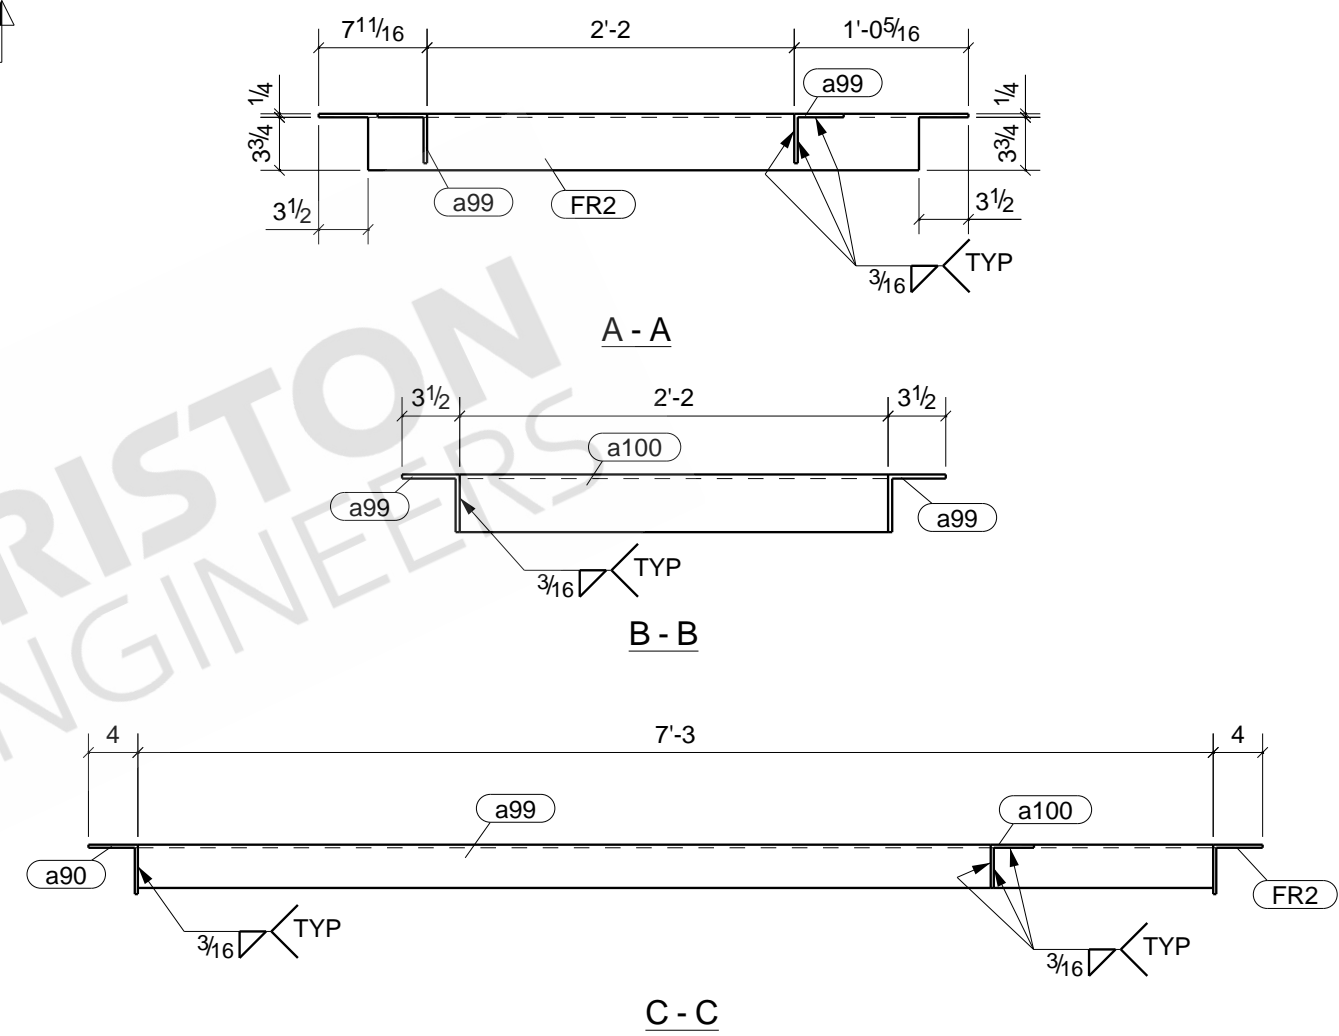 7 11/16 2'-2 1'-0 5/16
a99
1/4 1/4
3 3/4 3 3/4
a99 FR2
3 1/2 3 1/2
3/16 TYP
A - A
3 1/2 2'-2 3 1/2
a100
a99 a99
3/16 TYP
B - B
4 7'-3 4
a99 a100
a90 FR2
3/16 TYP 3/16 TYP
C - C
RISTON
NGINEERS